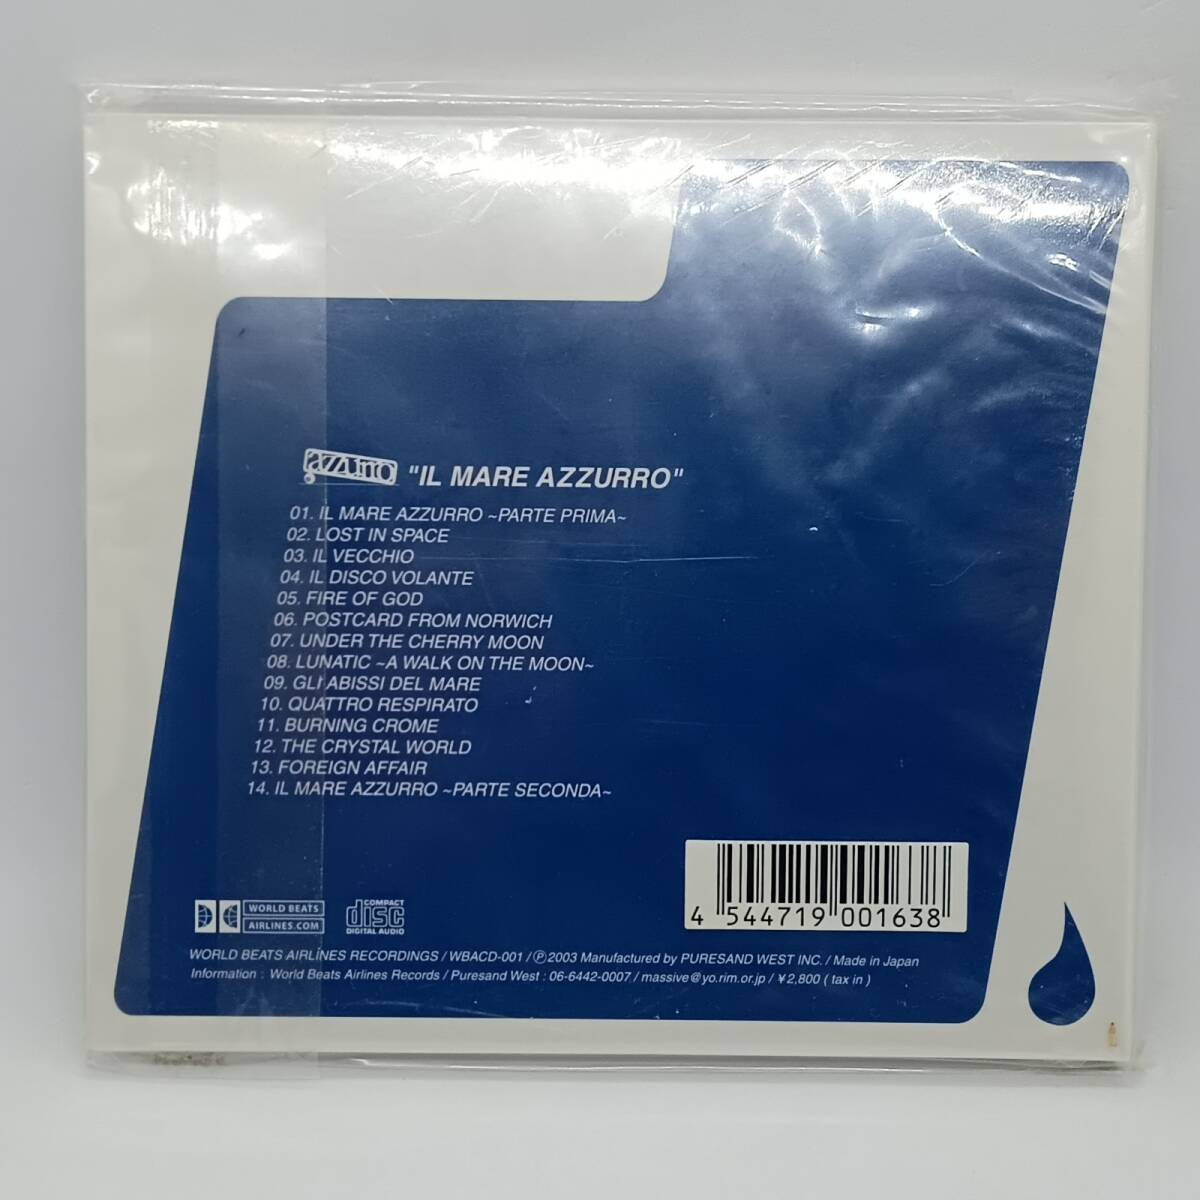 azzurro "IL MARE AZZURRO"
01. IL MARE AZZURRO ~PARTE PRIMA~
02. LOST IN SPACE
03. IL VECCHIO
04. IL DISCO VOLANTE
05. FIRE OF GOD
06. POSTCARD FROM NORWICH
07. UNDER THE CHERRY MOON
08. LUNATIC ~A WALK ON THE MOON~
09. GLI ABISSI DEL MARE
10. QUATTRO RESPIRATO
11. BURNING CROME
12. THE CRYSTAL WORLD
13. FOREIGN AFFAIR
14. IL MARE AZZURRO ~PARTE SECONDA~
4 544719 001638
WORLD BEATS
AIRLINES.COM
COMPACT
disc
DIGITAL AUDIO
WORLD BEATS AIRLINES RECORDINGS / WBACD-001 / ℗2003 Manufactured by PURESAND WEST INC. / Made in Japan
Information : World Beats Airlines Records / Puresand West : 06-6442-0007 / massive@yo.rim.or.jp / ¥2,800 ( tax in )